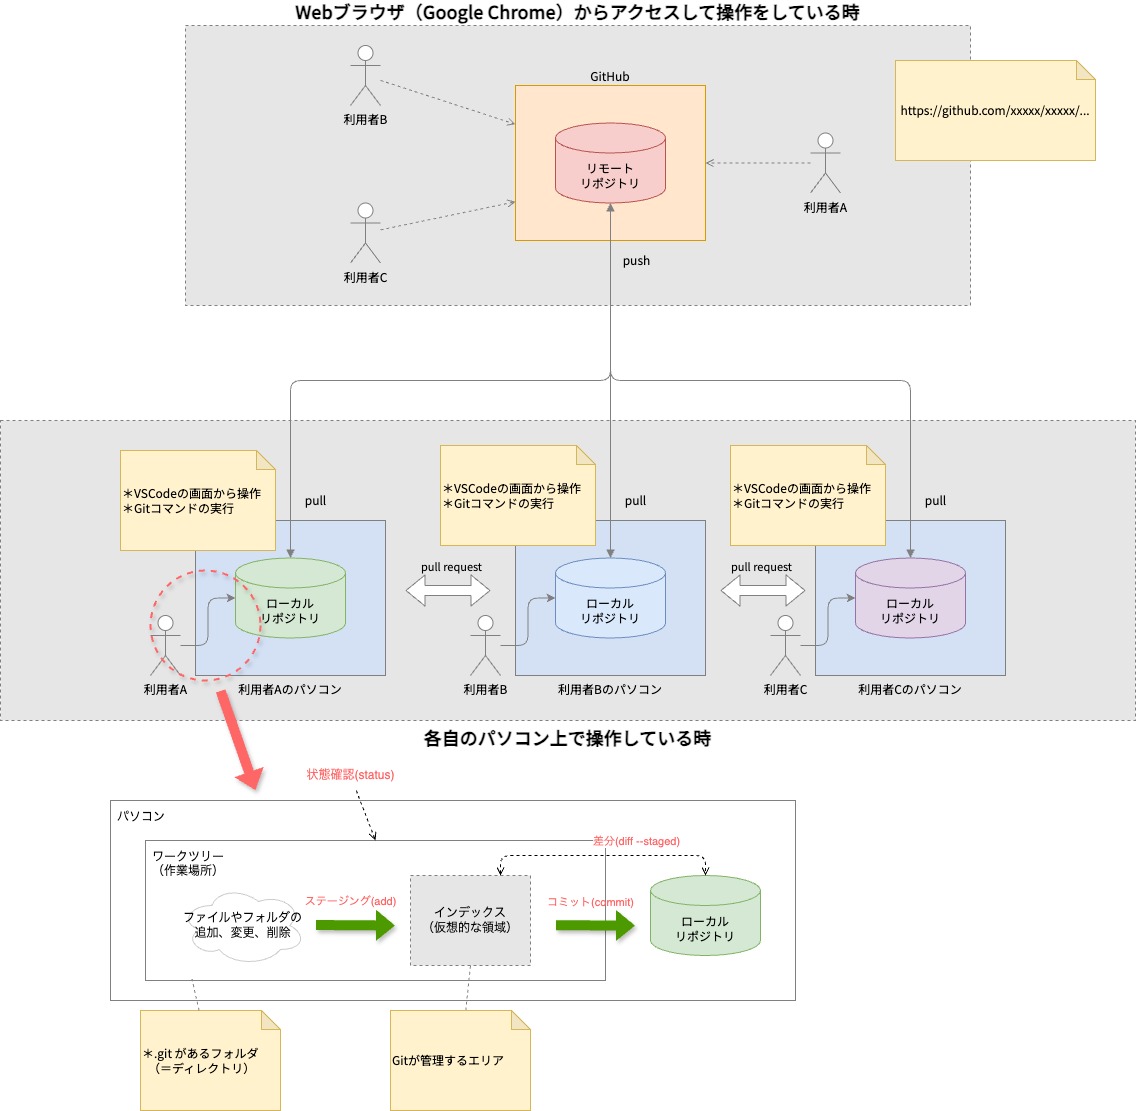 Webブラウザ（Google Chrome）からアクセスして操作をしている時
利用者B
GitHub
https://github.com/xxxxx/xxxxx/...
リモート
リポジトリ
利用者A
利用者C
push
＊VSCodeの画面から操作
＊Gitコマンドの実行
pull
＊VSCodeの画面から操作
＊Gitコマンドの実行
pull
＊VSCodeの画面から操作
＊Gitコマンドの実行
pull
ローカル
リポジトリ
pull request
ローカル
リポジトリ
pull request
ローカル
リポジトリ
利用者A
利用者Aのパソコン
利用者B
利用者Bのパソコン
利用者C
利用者Cのパソコン
各自のパソコン上で操作している時
状態確認(status)
パソコン
差分(diff --staged)
ワークツリー
（作業場所）
ファイルやフォルダの
追加、変更、削除
ステージング(add)
インデックス
（仮想的な領域）
コミット(commit)
ローカル
リポジトリ
＊.git があるフォルダ
（＝ディレクトリ）
Gitが管理するエリア